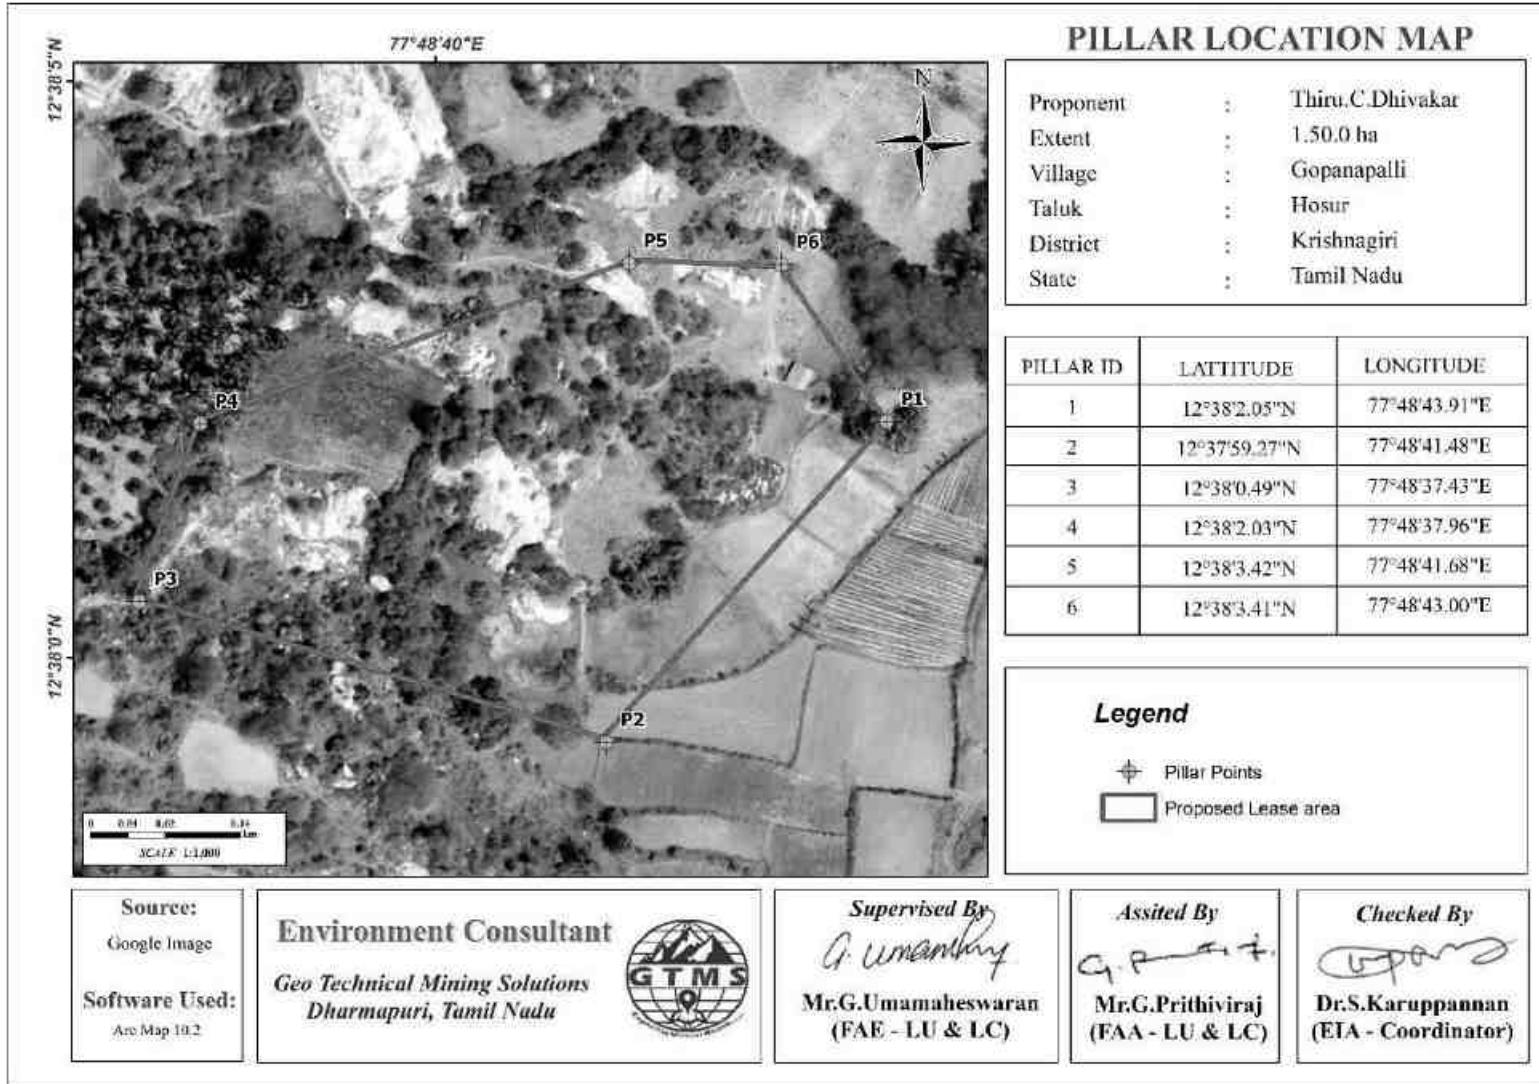 PILLAR LOCATION MAP
77°48'40"E
12°38'5"N
12°38'0"N
N
P5
P6
P4
P1
P3
P2
SCALE 1:1,000
Proponent : Thiru.C.Dhivakar
Extent : 1.50.0 ha
Village : Gopanapalli
Taluk : Hosur
District : Krishnagiri
State : Tamil Nadu
PILLAR ID LATTITUDE LONGITUDE
1 12°38'2.05"N 77°48'43.91"E
2 12°37'59.27"N 77°48'41.48"E
3 12°38'0.49"N 77°48'37.43"E
4 12°38'2.03"N 77°48'37.96"E
5 12°38'3.42"N 77°48'41.68"E
6 12°38'3.41"N 77°48'43.00"E
Legend
Pillar Points
Proposed Lease area
Source:
Google Image
Software Used:
Arc Map 10.2
Environment Consultant
Geo Technical Mining Solutions
Dharmapuri, Tamil Nadu
GTMS
Supervised By
Mr.G.Umamaheswaran
(FAE - LU & LC)
Assited By
Mr.G.Prithiviraj
(FAA - LU & LC)
Checked By
Dr.S.Karuppannan
(EIA - Coordinator)